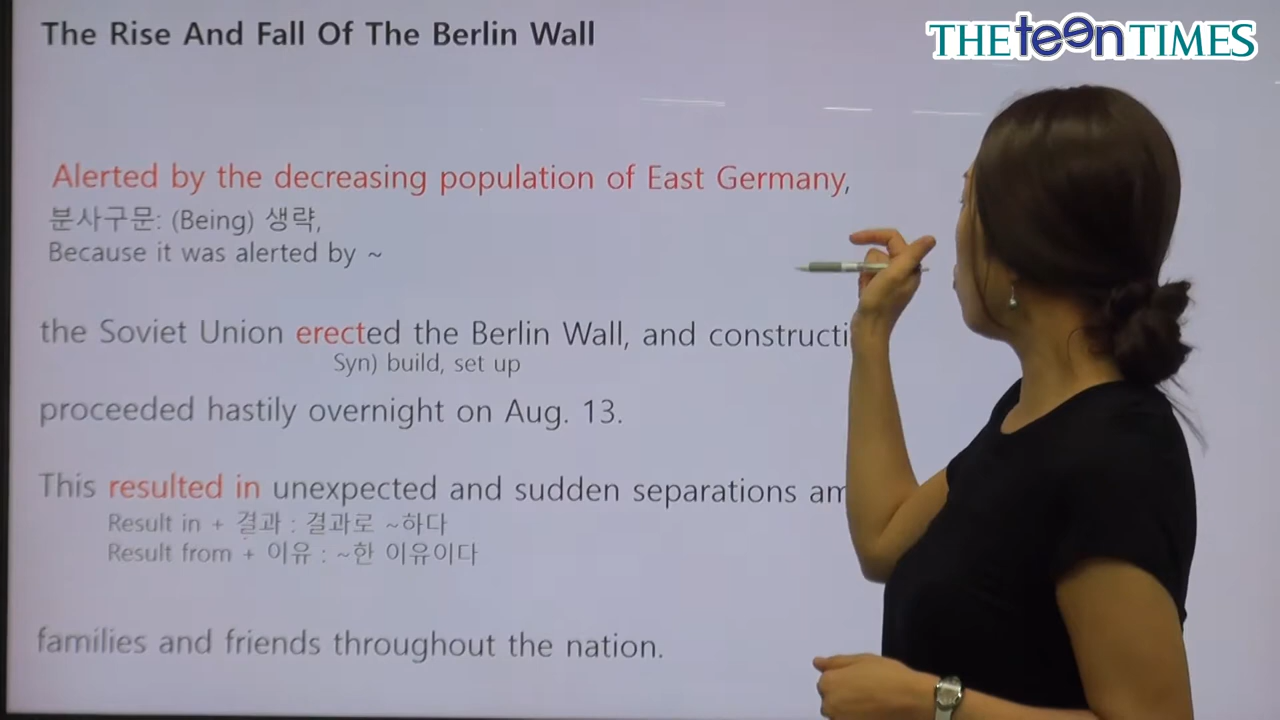 The Rise And Fall Of The Berlin Wall
THE teen TIMES
Alerted by the decreasing population of East Germany,
분사구문: (Being) 생략,
Because it was alerted by ~
the Soviet Union erected the Berlin Wall, and constructi
Syn) build, set up
proceeded hastily overnight on Aug. 13.
This resulted in unexpected and sudden separations am
Result in + 결과 : 결과로 ~하다
Result from + 이유 : ~한 이유이다
families and friends throughout the nation.